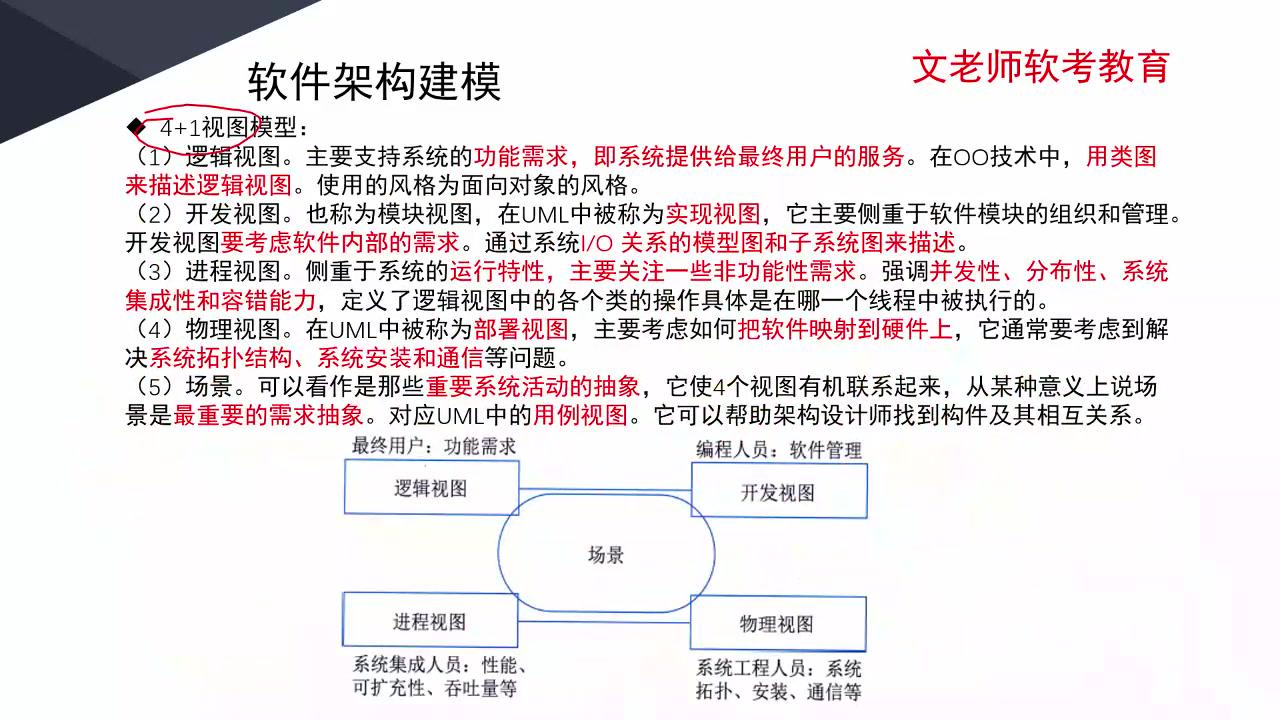 软件架构建模
文老师软考教育
◆ 4+1视图模型：
（1）逻辑视图。主要支持系统的功能需求，即系统提供给最终用户的服务。在OO技术中，用类图
来描述逻辑视图。使用的风格为面向对象的风格。
（2）开发视图。也称为模块视图，在UML中被称为实现视图，它主要侧重于软件模块的组织和管理。
开发视图要考虑软件内部的需求。通过系统I/O 关系的模型图和子系统图来描述。
（3）进程视图。侧重于系统的运行特性，主要关注一些非功能性需求。强调并发性、分布性、系统
集成性和容错能力，定义了逻辑视图中的各个类的操作具体是在哪一个线程中被执行的。
（4）物理视图。在UML中被称为部署视图，主要考虑如何把软件映射到硬件上，它通常要考虑到解
决系统拓扑结构、系统安装和通信等问题。
（5）场景。可以看作是那些重要系统活动的抽象，它使4个视图有机联系起来，从某种意义上说场
景是最重要的需求抽象。对应UML中的用例视图。它可以帮助架构设计师找到构件及其相互关系。
最终用户：功能需求
编程人员：软件管理
逻辑视图
开发视图
场景
进程视图
物理视图
系统集成人员：性能、
可扩充性、吞吐量等
系统工程人员：系统
拓扑、安装、通信等